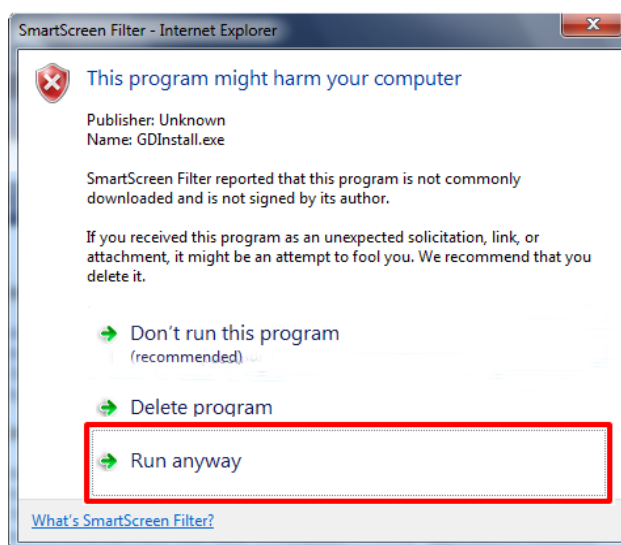 SmartScreen Filter - Internet Explorer
This program might harm your computer
Publisher: Unknown
Name: GDInstall.exe
SmartScreen Filter reported that this program is not commonly
downloaded and is not signed by its author.
If you received this program as an unexpected solicitation, link, or
attachment, it might be an attempt to fool you. We recommend that you
delete it.
Don't run this program
(recommended)
Delete program
Run anyway
What's SmartScreen Filter?